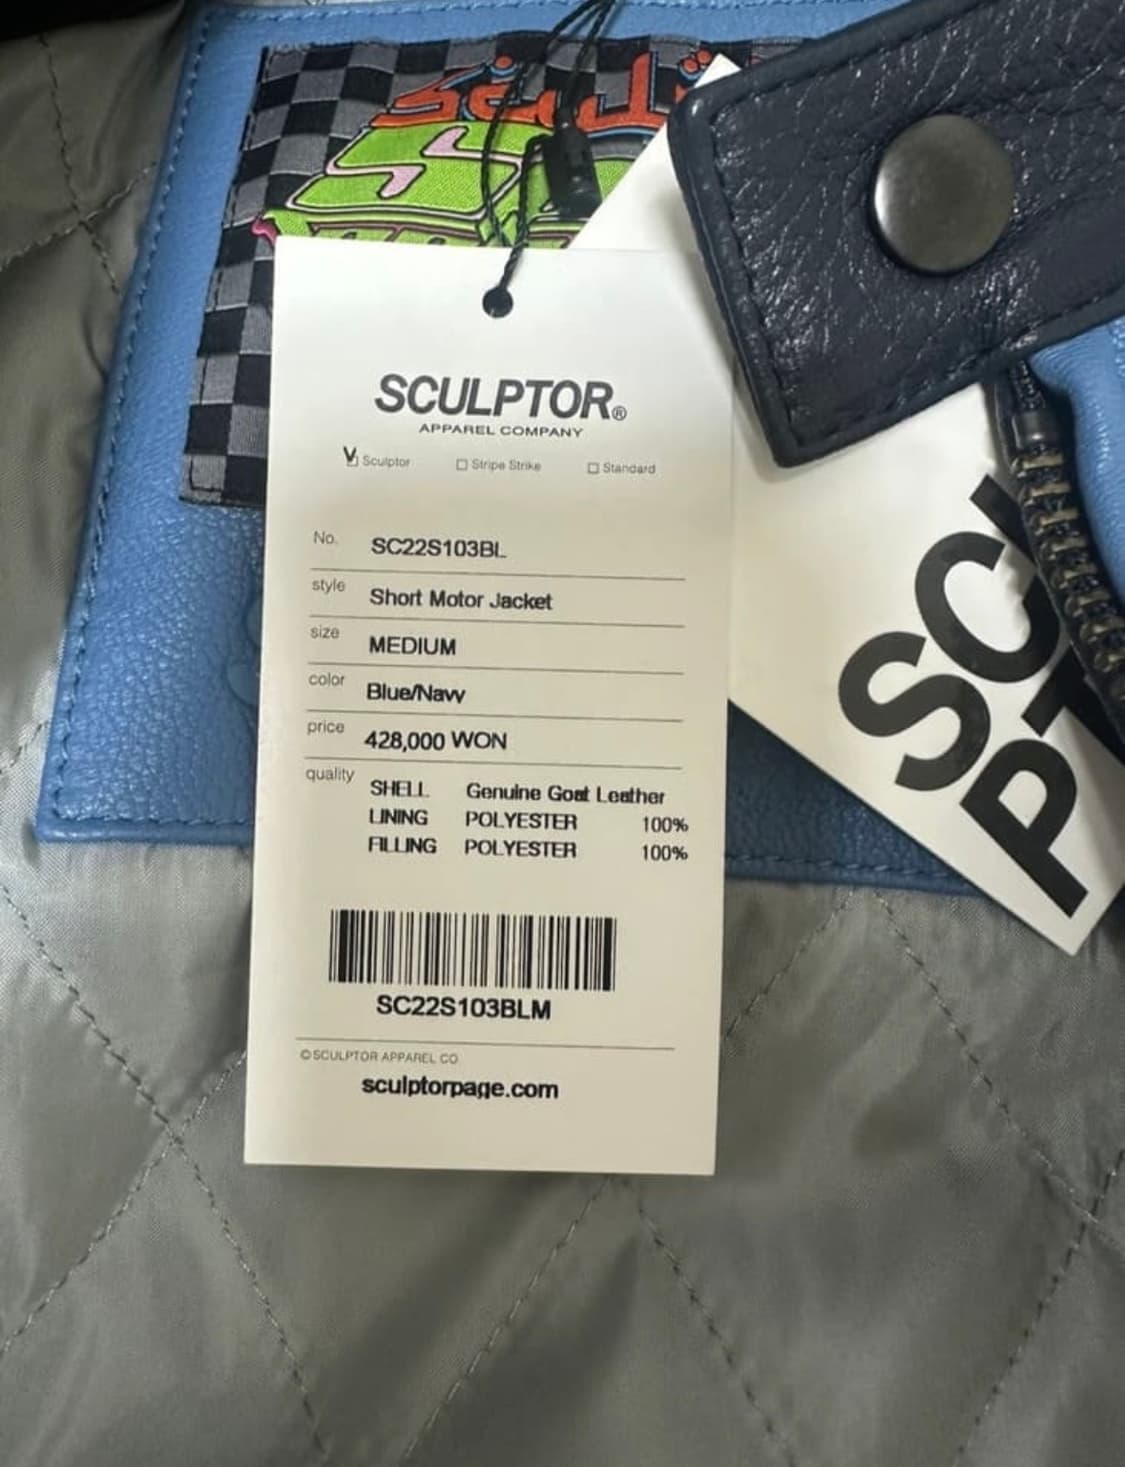 SCULPTOR®
APPAREL COMPANY
Sculptor Stripe Strike Standard
No. SC22S103BL
style Short Motor Jacket
size MEDIUM
color Blue/Navy
price 428,000 WON
quality SHELL Genuine Goat Leather
LINING POLYESTER 100%
FILLING POLYESTER 100%
SC22S103BLM
© SCULPTOR APPAREL CO
sculptorpage.com